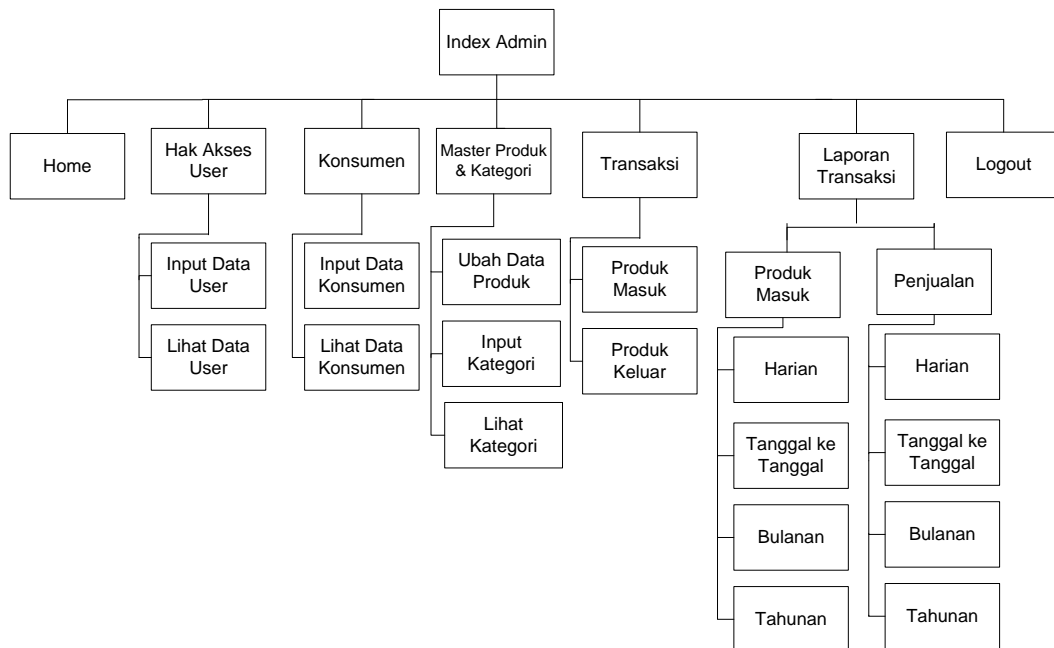 Index Admin
Home
Hak Akses
User
Konsumen
Master Produk
& Kategori
Transaksi
Laporan
Transaksi
Logout
Input Data
User
Lihat Data
User
Input Data
Konsumen
Lihat Data
Konsumen
Ubah Data
Produk
Input
Kategori
Lihat
Kategori
Produk
Masuk
Produk
Keluar
Produk
Masuk
Harian
Tanggal ke
Tanggal
Bulanan
Tahunan
Penjualan
Harian
Tanggal ke
Tanggal
Bulanan
Tahunan